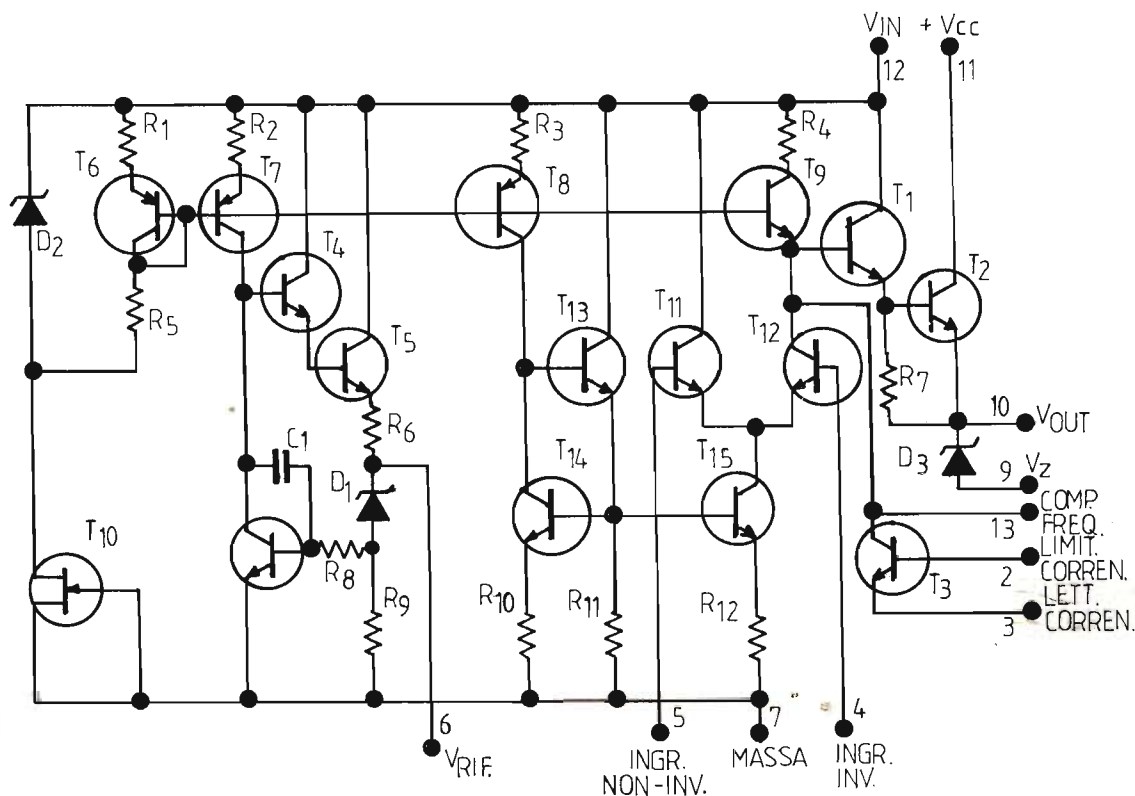 VIN + VCC
12 11
R1 R2 R3 R4
T6 T7 T8 T9 T1
D2 T4 T2
R5 T5 T13 T11 T12
R6 R7
10 VOUT
C1 D1 T14 T15 D3
9 VZ
COMP.
FREQ.
13
LIMIT.
CORREN.
2
T10 R8 T3
LETT.
CORREN.
3
R9 R10 R11 R12
6 5 7 4
VRIF.
INGR.
NON-INV.
MASSA
INGR.
INV.